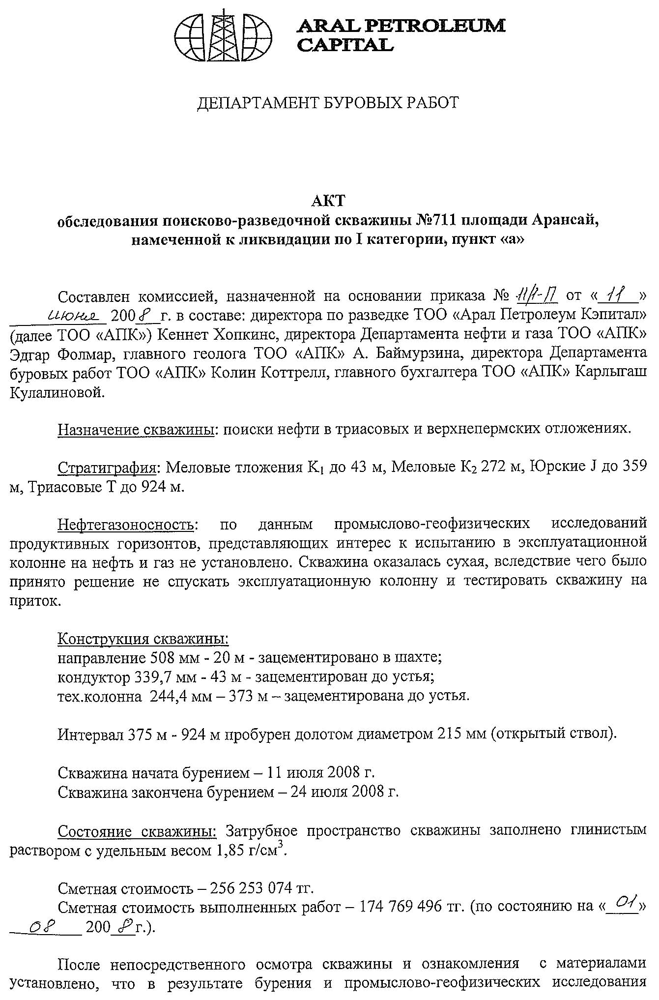 ARAL PETROLEUM
CAPITAL
ДЕПАРТАМЕНТ БУРОВЫХ РАБОТ
АКТ
обследования поисково-разведочной скважины №711 площади Арансай,
намеченной к ликвидации по I категории, пункт «а»
Составлен комиссией, назначенной на основании приказа № от « 11 »
июня 2008 г. в составе: директора по разведке ТОО «Арал Петролеум Кэпитал»
(далее ТОО «АПК») Кеннет Хопкинс, директора Департамента нефти и газа ТОО «АПК»
Эдгар Фолмар, главного геолога ТОО «АПК» А. Баймурзина, директора Департамента
буровых работ ТОО «АПК» Колин Коттрелл, главного бухгалтера ТОО «АПК» Карлыгаш
Кулалиновой.
Назначение скважины: поиски нефти в триасовых и верхнепермских отложениях.
Стратиграфия: Меловые тложения K₁ до 43 м, Меловые K₂ 272 м, Юрские J до 359
м, Триасовые Т до 924 м.
Нефтегазоносность: по данным промыслово-геофизических исследований
продуктивных горизонтов, представляющих интерес к испытанию в эксплуатационной
колонне на нефть и газ не установлено. Скважина оказалась сухая, вследствие чего было
принято решение не спускать эксплуатационную колонну и тестировать скважину на
приток.
Конструкция скважины:
направление 508 мм - 20 м - зацементировано в шахте;
кондуктор 339,7 мм - 43 м - зацементирован до устья;
тех.колонна 244,4 мм – 373 м – зацементирована до устья.
Интервал 375 м - 924 м пробурен долотом диаметром 215 мм (открытый ствол).
Скважина начата бурением – 11 июля 2008 г.
Скважина закончена бурением – 24 июля 2008 г.
Состояние скважины: Затрубное пространство скважины заполнено глинистым
раствором с удельным весом 1,85 г/см³.
Сметная стоимость – 256 253 074 тг.
Сметная стоимость выполненных работ – 174 769 496 тг. (по состоянию на « 01 »
08 2008 г.).
После непосредственного осмотра скважины и ознакомления с материалами
установлено, что в результате бурения и промыслово-геофизических исследования